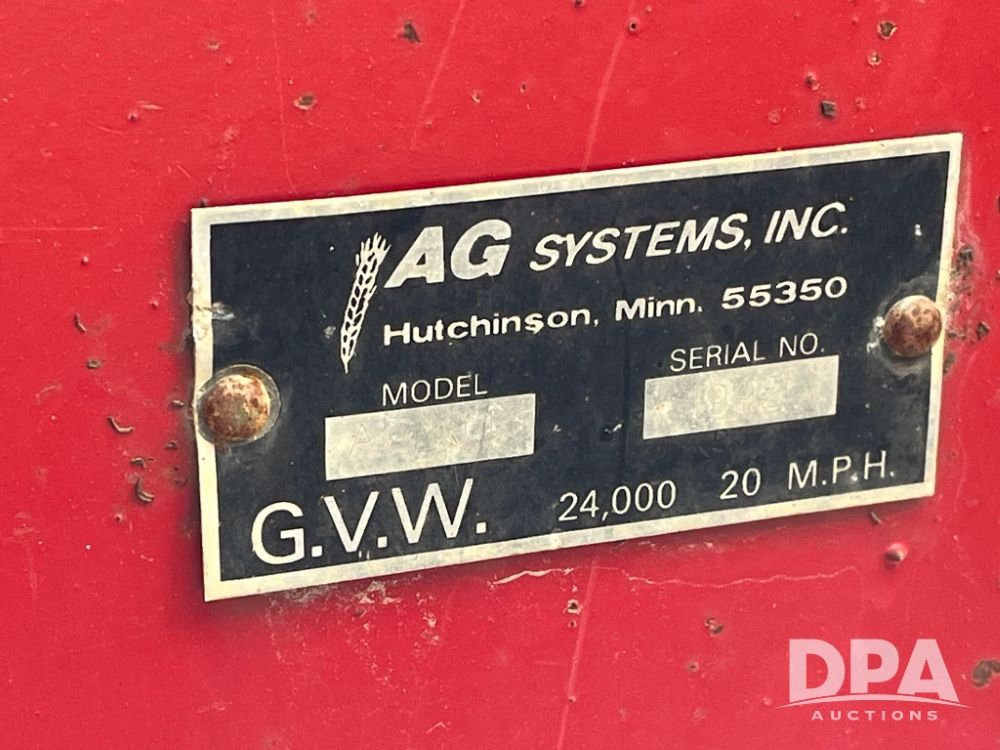 AG SYSTEMS, INC.
Hutchinson, Minn. 55350
MODEL
SERIAL NO.
G.V.W. 24,000 20 M.P.H.
DPA
AUCTIONS